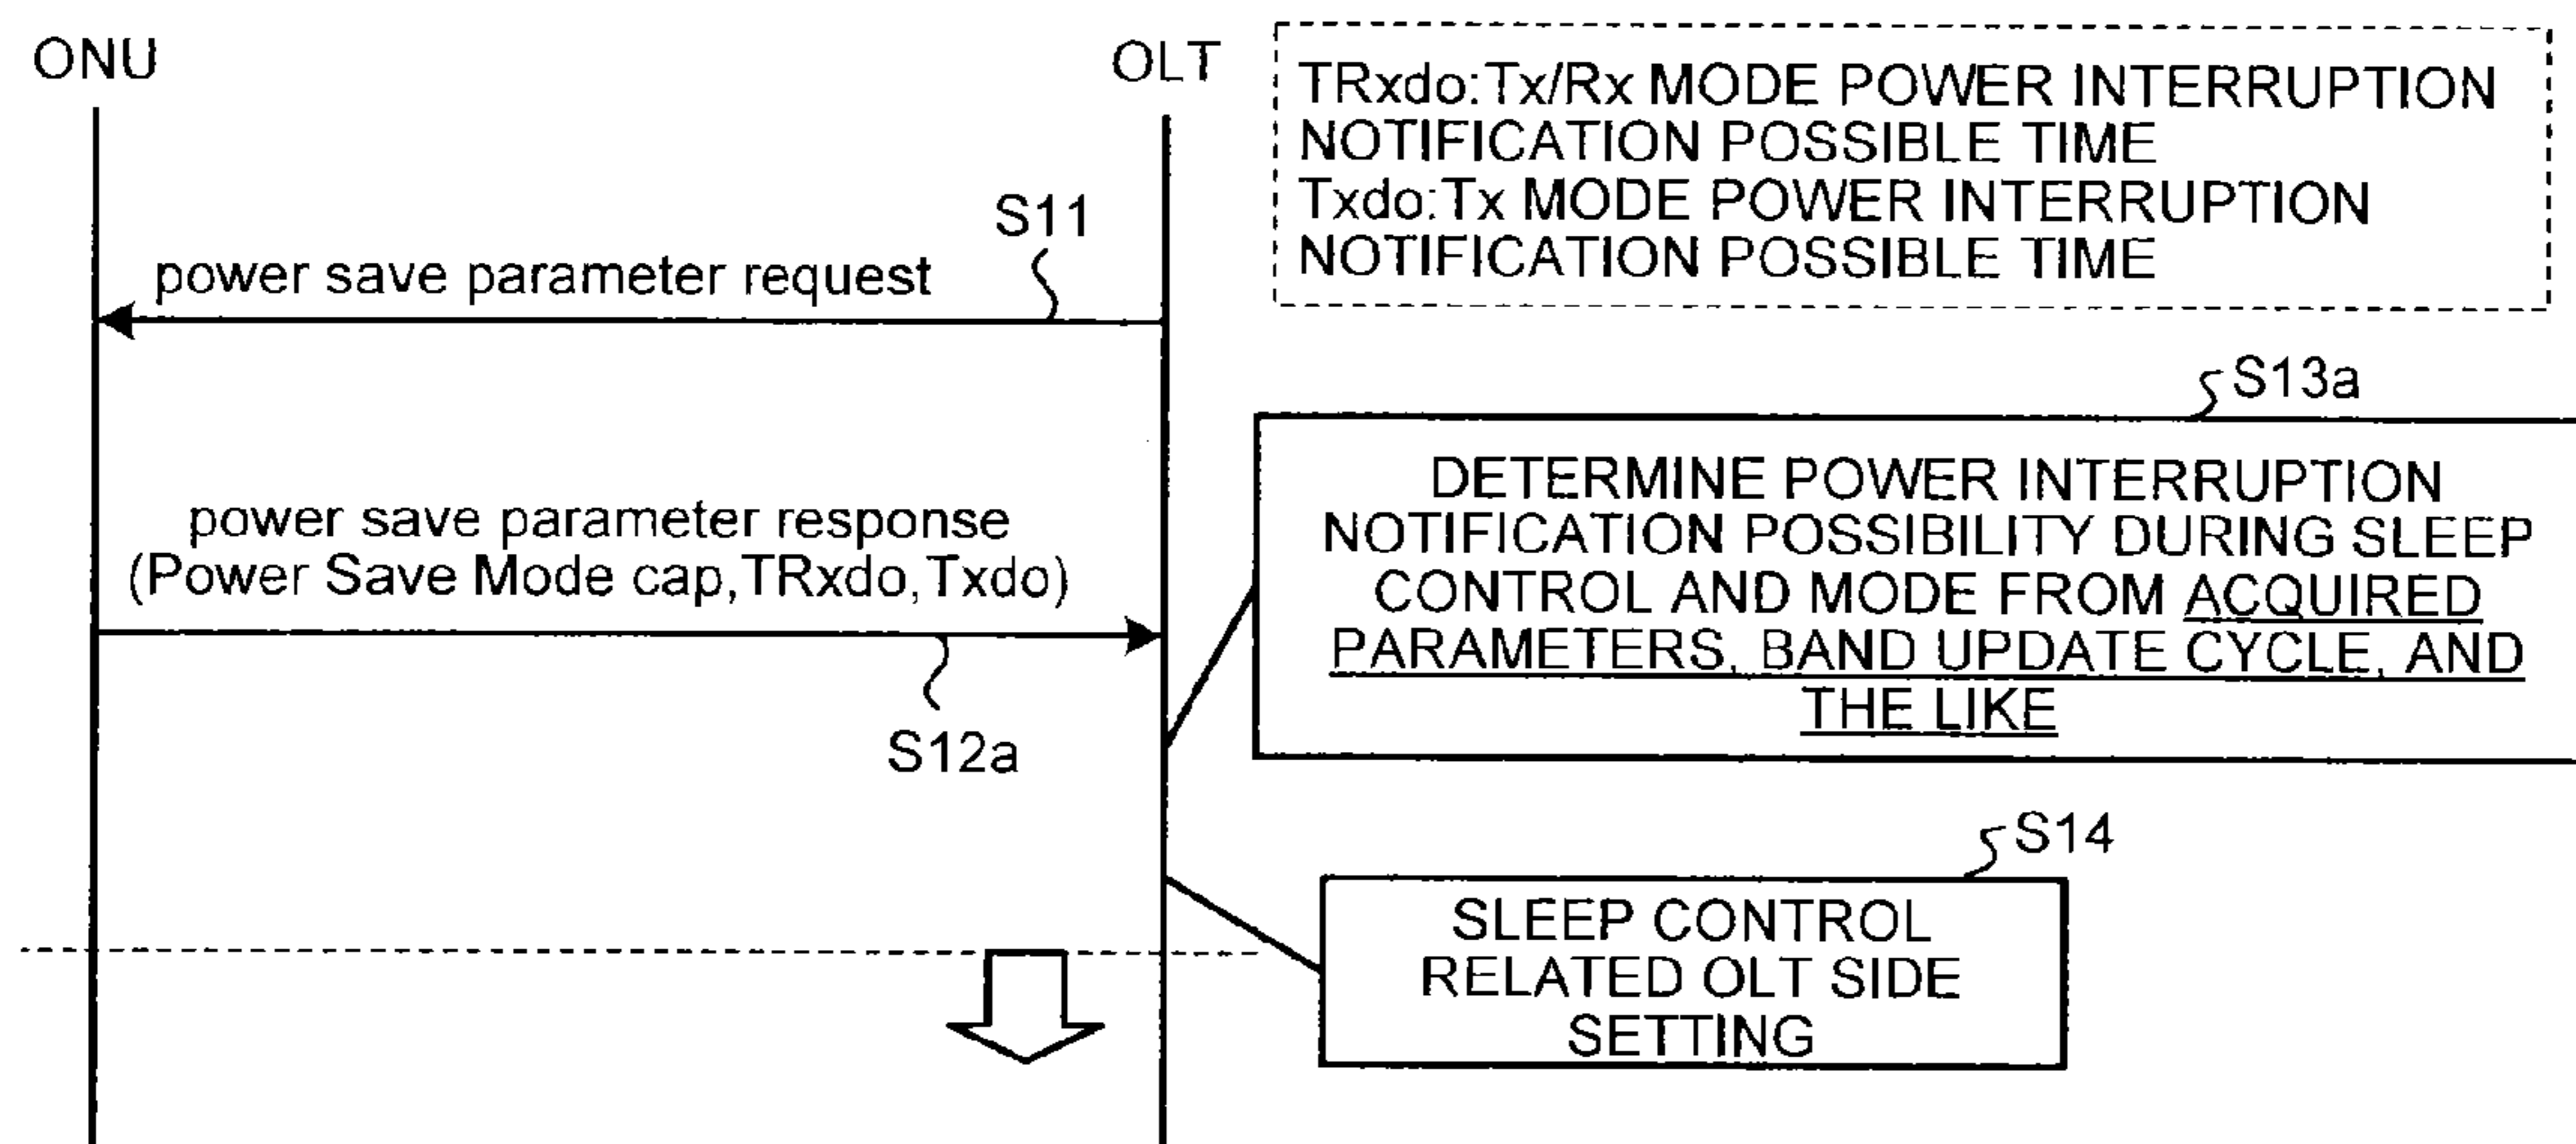 ONU
OLT
TRxdo:Tx/Rx MODE POWER INTERRUPTION
NOTIFICATION POSSIBLE TIME
Txdo:Tx MODE POWER INTERRUPTION
NOTIFICATION POSSIBLE TIME
S11
power save parameter request
S13a
DETERMINE POWER INTERRUPTION
NOTIFICATION POSSIBILITY DURING SLEEP
CONTROL AND MODE FROM ACQUIRED
PARAMETERS, BAND UPDATE CYCLE, AND
THE LIKE
power save parameter response
(Power Save Mode cap,TRxdo,Txdo)
S12a
S14
SLEEP CONTROL
RELATED OLT SIDE
SETTING